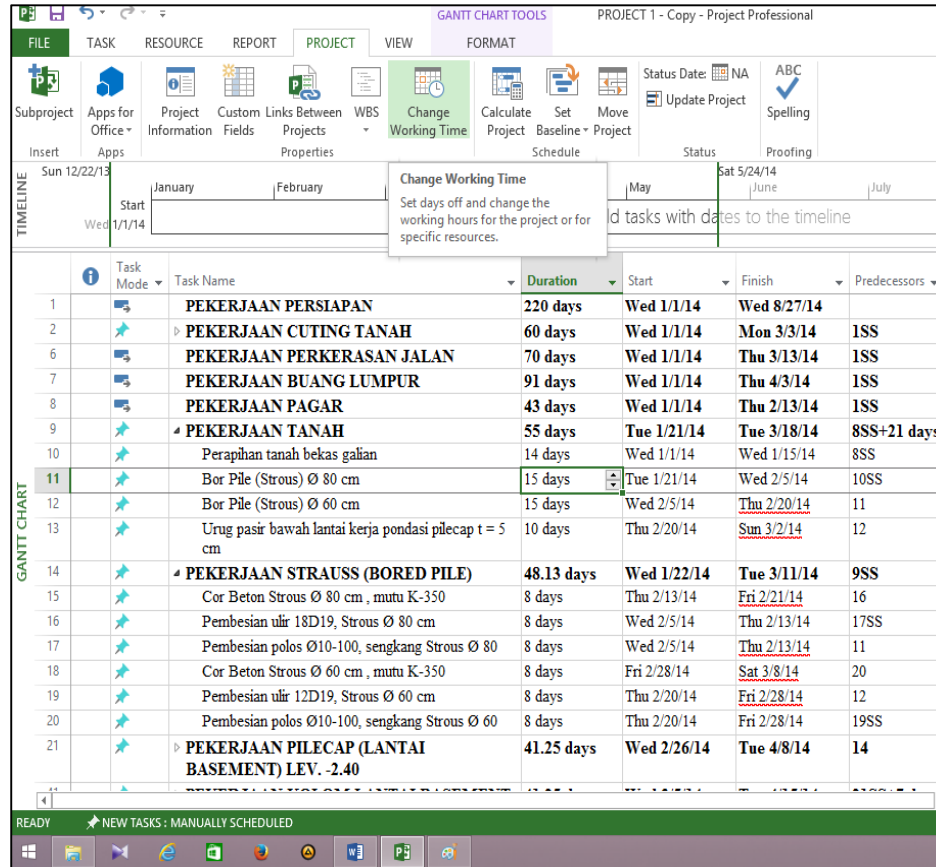 GANTT CHART TOOLS PROJECT 1 - Copy - Project Professional
FILE TASK RESOURCE REPORT PROJECT VIEW FORMAT
Subproject
Apps for Office
Project Information
Custom Fields
Links Between Projects
WBS
Change Working Time
Calculate Project
Set Baseline
Move Project
Status Date: NA
Update Project
ABC
Spelling
Insert Apps Properties Schedule Status Proofing
TIMELINE
Sun 12/22/13 Sat 5/24/14
January February May June July
Start
Wed 1/1/14
d tasks with dates to the timeline
Change Working Time
Set days off and change the
working hours for the project or for
specific resources.
GANTT CHART
Task Mode Task Name Duration Start Finish Predecessors
1 PEKERJAAN PERSIAPAN 220 days Wed 1/1/14 Wed 8/27/14
2 PEKERJAAN CUTING TANAH 60 days Wed 1/1/14 Mon 3/3/14 1SS
6 PEKERJAAN PERKERASAN JALAN 70 days Wed 1/1/14 Thu 3/13/14 1SS
7 PEKERJAAN BUANG LUMPUR 91 days Wed 1/1/14 Thu 4/3/14 1SS
8 PEKERJAAN PAGAR 43 days Wed 1/1/14 Thu 2/13/14 1SS
9 PEKERJAAN TANAH 55 days Tue 1/21/14 Tue 3/18/14 8SS+21 days
10 Perapihan tanah bekas galian 14 days Wed 1/1/14 Wed 1/15/14 8SS
11 Bor Pile (Strous) Ø 80 cm 15 days Tue 1/21/14 Wed 2/5/14 10SS
12 Bor Pile (Strous) Ø 60 cm 15 days Wed 2/5/14 Thu 2/20/14 11
13 Urug pasir bawah lantai kerja pondasi pilecap t = 5 10 days Thu 2/20/14 Sun 3/2/14 12
cm
14 PEKERJAAN STRAUSS (BORED PILE) 48.13 days Wed 1/22/14 Tue 3/11/14 9SS
15 Cor Beton Strous Ø 80 cm , mutu K-350 8 days Thu 2/13/14 Fri 2/21/14 16
16 Pembesian ulir 18D19, Strous Ø 80 cm 8 days Wed 2/5/14 Thu 2/13/14 17SS
17 Pembesian polos Ø10-100, sengkang Strous Ø 80 8 days Wed 2/5/14 Thu 2/13/14 11
18 Cor Beton Strous Ø 60 cm , mutu K-350 8 days Fri 2/28/14 Sat 3/8/14 20
19 Pembesian ulir 12D19, Strous Ø 60 cm 8 days Thu 2/20/14 Fri 2/28/14 12
20 Pembesian polos Ø10-100, sengkang Strous Ø 60 8 days Thu 2/20/14 Fri 2/28/14 19SS
21 PEKERJAAN PILECAP (LANTAI 41.25 days Wed 2/26/14 Tue 4/8/14 14
BASEMENT) LEV. -2.40
READY NEW TASKS : MANUALLY SCHEDULED